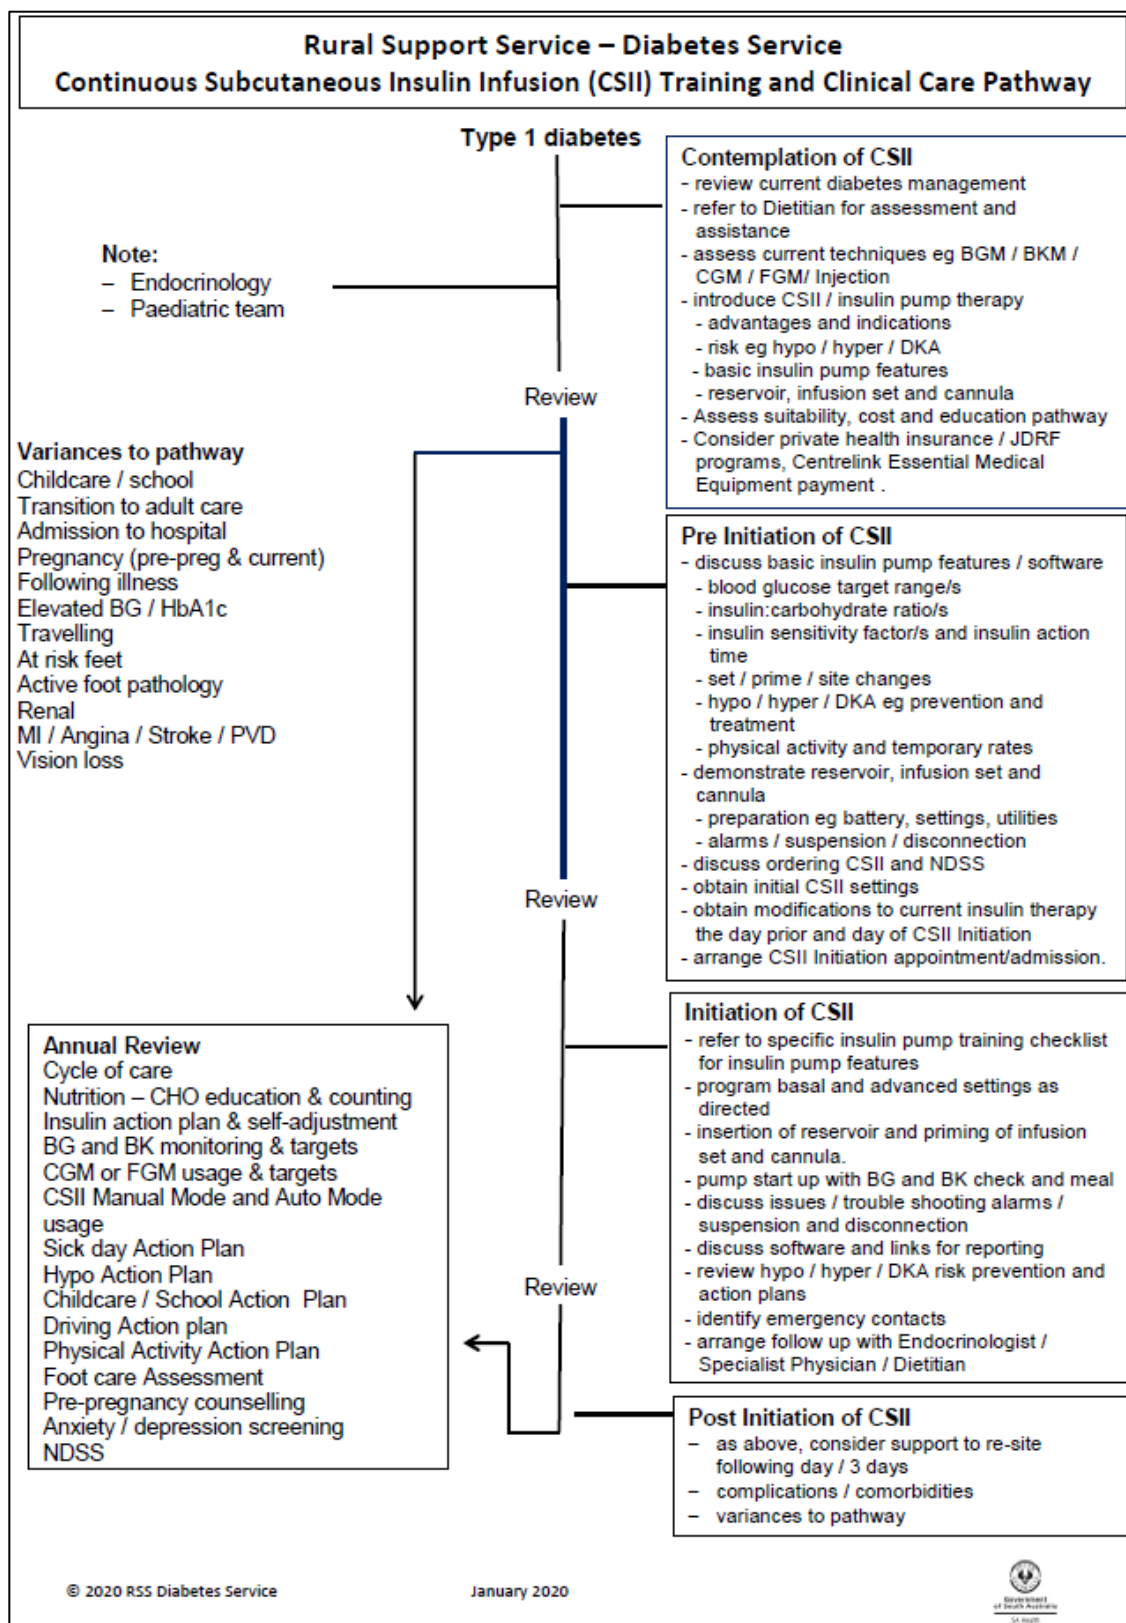 Rural Support Service – Diabetes Service
Continuous Subcutaneous Insulin Infusion (CSII) Training and Clinical Care Pathway
Type 1 diabetes
Note:
– Endocrinology
– Paediatric team
Review
Contemplation of CSII
- review current diabetes management
- refer to Dietitian for assessment and
assistance
- assess current techniques eg BGM / BKM /
CGM / FGM/ Injection
- introduce CSII / insulin pump therapy
- advantages and indications
- risk eg hypo / hyper / DKA
- basic insulin pump features
- reservoir, infusion set and cannula
- Assess suitability, cost and education pathway
- Consider private health insurance / JDRF
programs, Centrelink Essential Medical
Equipment payment .
Variances to pathway
Childcare / school
Transition to adult care
Admission to hospital
Pregnancy (pre-preg & current)
Following illness
Elevated BG / HbA1c
Travelling
At risk feet
Active foot pathology
Renal
MI / Angina / Stroke / PVD
Vision loss
Pre Initiation of CSII
- discuss basic insulin pump features / software
- blood glucose target range/s
- insulin:carbohydrate ratio/s
- insulin sensitivity factor/s and insulin action
time
- set / prime / site changes
- hypo / hyper / DKA eg prevention and
treatment
- physical activity and temporary rates
- demonstrate reservoir, infusion set and
cannula
- preparation eg battery, settings, utilities
- alarms / suspension / disconnection
- discuss ordering CSII and NDSS
- obtain initial CSII settings
- obtain modifications to current insulin therapy
the day prior and day of CSII Initiation
- arrange CSII Initiation appointment/admission.
Review
Initiation of CSII
- refer to specific insulin pump training checklist
for insulin pump features
- program basal and advanced settings as
directed
- insertion of reservoir and priming of infusion
set and cannula.
- pump start up with BG and BK check and meal
- discuss issues / trouble shooting alarms /
suspension and disconnection
- discuss software and links for reporting
- review hypo / hyper / DKA risk prevention and
action plans
- identify emergency contacts
- arrange follow up with Endocrinologist /
Specialist Physician / Dietitian
Review
Annual Review
Cycle of care
Nutrition – CHO education & counting
Insulin action plan & self-adjustment
BG and BK monitoring & targets
CGM or FGM usage & targets
CSII Manual Mode and Auto Mode
usage
Sick day Action Plan
Hypo Action Plan
Childcare / School Action Plan
Driving Action plan
Physical Activity Action Plan
Foot care Assessment
Pre-pregnancy counselling
Anxiety / depression screening
NDSS
Post Initiation of CSII
– as above, consider support to re-site
following day / 3 days
– complications / comorbidities
– variances to pathway
© 2020 RSS Diabetes Service
January 2020
Government
of South Australia
SA Health